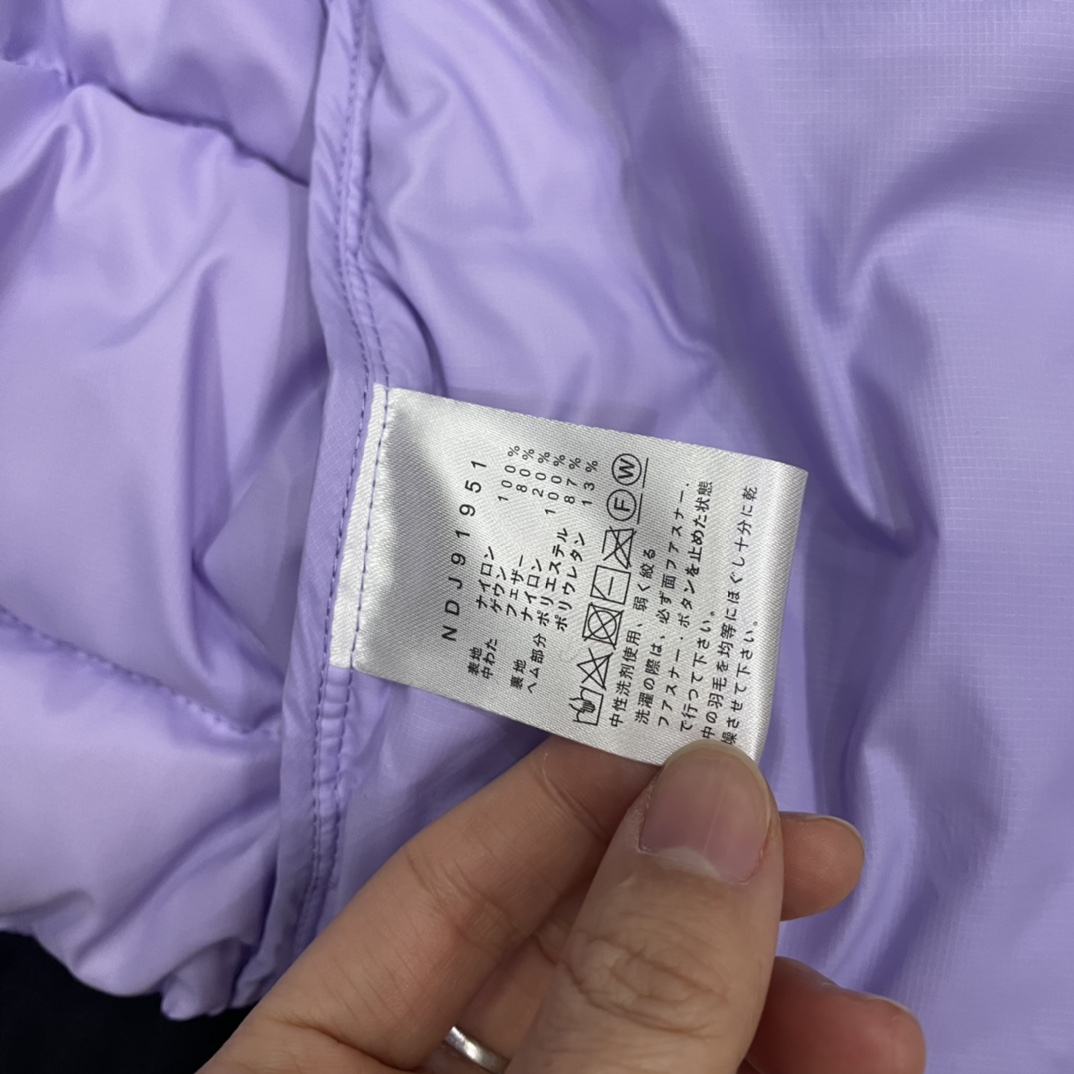 NDJ91951
表地 ナイロン 100%
中わた ゲウン 80%
フェザー 20%
裏地 ナイロン 100%
ヘム部分 ポリエステル 87%
ポリウレタン 13%
F W
中性洗剤使用、弱く絞る
洗濯の際は、必ず面フアスナー、
ファスナー・ボタンを止めた状態
で行つて下さい。
中の羽毛を均等にほぐし十分に乾
燥させて下さい。